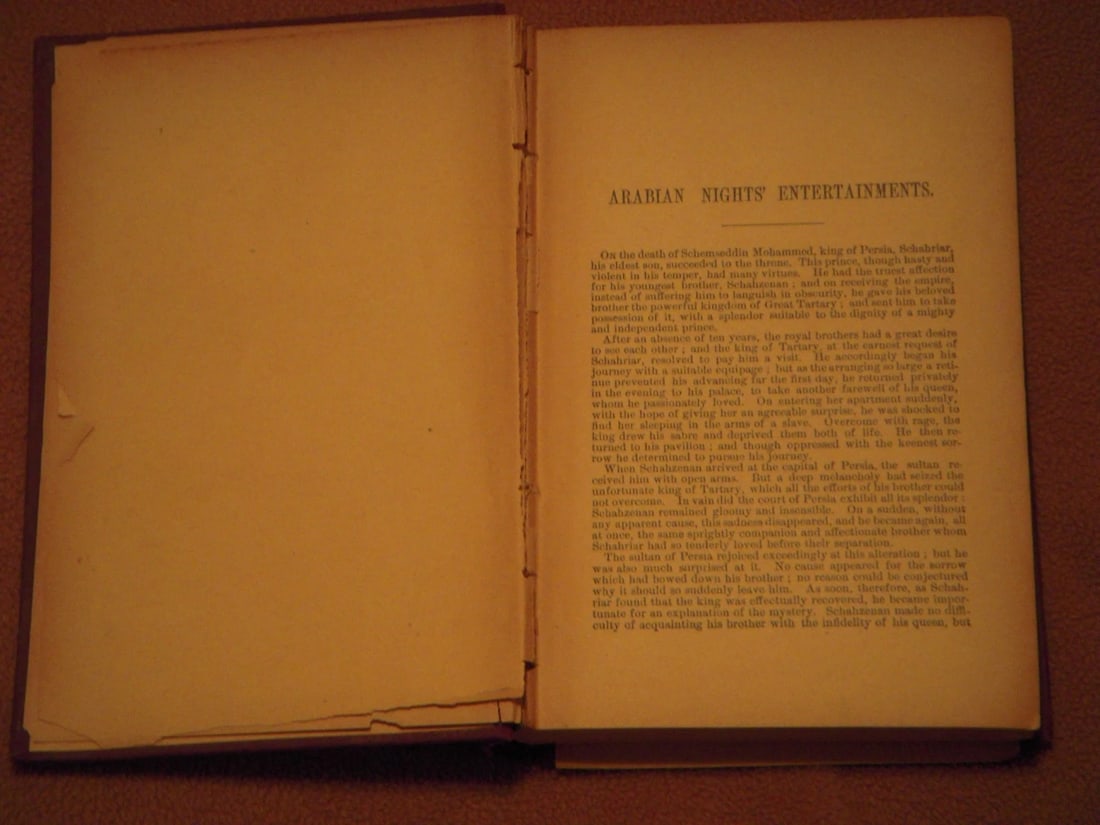 ARABIAN NIGHTS' ENTERTAINMENTS.
On the death of Schemseddin Mohammed, king of Persia, Schahriar,
his eldest son, succeeded to the throne. This prince, though hasty and
violent in his temper, had many virtues. He had the truest affection
for his youngest brother, Schahzenan ; and on receiving the empire,
instead of suffering him to languish in obscurity, he gave his beloved
brother the powerful kingdom of Great Tartary ; and sent him to take
possession of it, with a splendor suitable to the dignity of a mighty
and independent prince.
After an absence of ten years, the royal brothers had a great desire
to see each other ; and the king of Tartary, at the earnest request of
Schahriar, resolved to pay him a visit. He accordingly began his
journey with a suitable equipage ; but as the arranging so large a reti-
nue prevented his advancing far the first day, he returned privately
in the evening to his palace, to take another farewell of his queen,
whom he passionately loved. On entering her apartment suddenly,
with the hope of giving her an agreeable surprise, he was shocked to
find her sleeping in the arms of a slave. Overcome with rage, the
king drew his sabre and deprived them both of life. He then re-
turned to his pavilion ; and though oppressed with the keenest sor-
row he determined to pursue his journey.
When Schahzenan arrived at the capital of Persia, the sultan re-
ceived him with open arms. But a deep melancholy had seized the
unfortunate king of Tartary, which all the efforts of his brother could
not overcome. In vain did the court of Persia exhibit all its splendor ;
Schahzenan remained gloomy and insensible. On a sudden, without
any apparent cause, this sadness disappeared, and he became again, all
at once, the same sprightly companion and affectionate brother whom
Schahriar had so tenderly loved before their separation.
The sultan of Persia rejoiced exceedingly at this alteration ; but he
was also much surprised at it. No cause appeared for the sorrow
which had bowed down his brother ; no reason could be conjectured
why it should so suddenly leave him. As soon, therefore, as Schah-
riar found that the king was effectually recovered, he became impor-
tunate for an explanation of the mystery. Schahzenan made no diffi-
culty of acquainting his brother with the infidelity of his queen, but